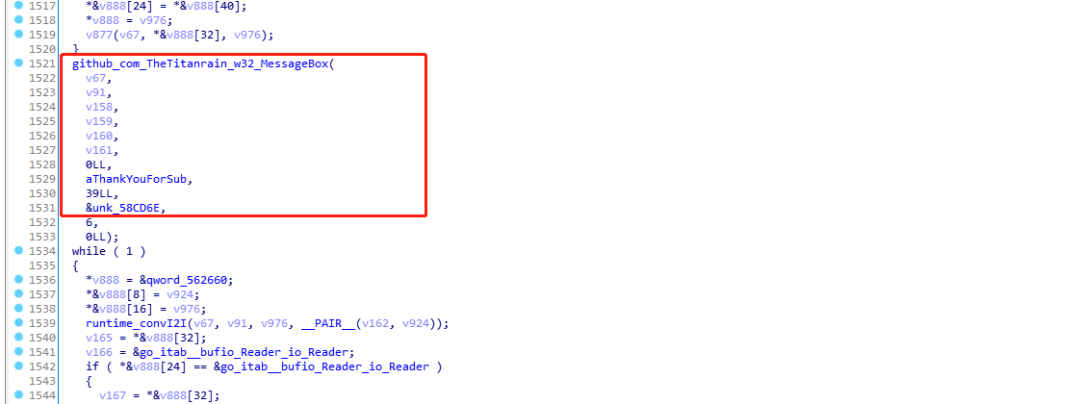 1517 *&v888[24] = *&v888[40];
1518 *v888 = v976;
1519 v877(v67, *&v888[32], v976);
1520 }
1521 github_com_TheTitanrain_w32_MessageBox(
1522 v67,
1523 v91,
1524 v158,
1525 v159,
1526 v160,
1527 v161,
1528 0LL,
1529 aThankYouForSub,
1530 39LL,
1531 &unk_58CD6E,
1532 6,
1533 0LL);
1534 while ( 1 )
1535 {
1536 *v888 = &qword_562660;
1537 *&v888[8] = v924;
1538 *&v888[16] = v976;
1539 runtime_convI2I(v67, v91, v976, __PAIR__(v162, v924));
1540 v165 = *&v888[32];
1541 v166 = &go_itab__bufio_Reader_io_Reader;
1542 if ( *&v888[24] == &go_itab__bufio_Reader_io_Reader )
1543 {
1544 v167 = *&v888[32];